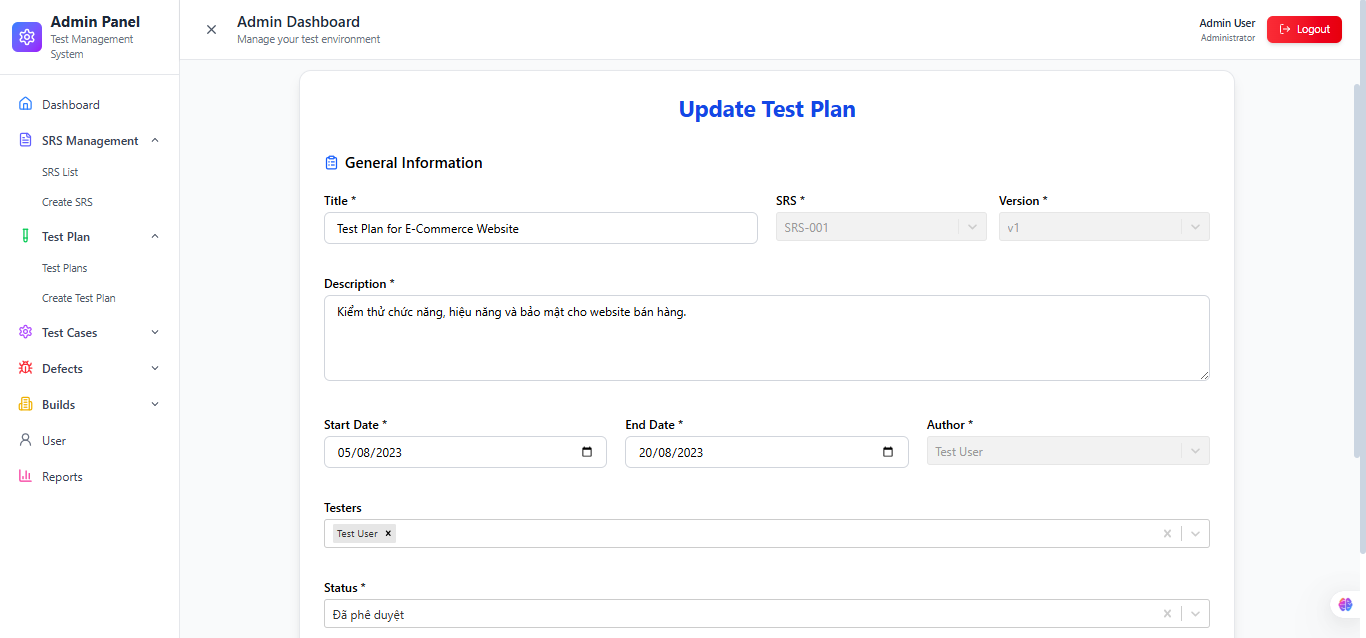 Admin Panel
Test Management
System
Dashboard
SRS Management
SRS List
Create SRS
Test Plan
Test Plans
Create Test Plan
Test Cases
Defects
Builds
User
Reports
Admin Dashboard
Manage your test environment
Admin User
Administrator
Logout
Update Test Plan
General Information
Title *
SRS *
Version *
Test Plan for E-Commerce Website
SRS-001
v1
Description *
Kiểm thử chức năng, hiệu năng và bảo mật cho website bán hàng.
Start Date *
End Date *
Author *
05/08/2023
20/08/2023
Test User
Testers
Test User
Status *
Đã phê duyệt